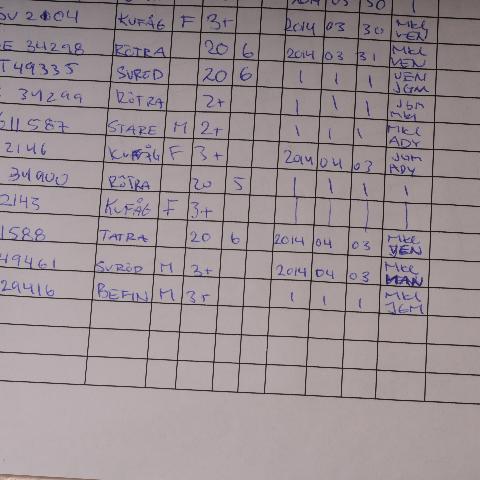 SV 2004 KUFÅG F 3+ 2014 03 30 MKL VEN
E 34298 RÖTRA 20 6 2014 03 31 MKL VEN
T49335 SVRÖD 20 6 | | | VEN JGM
34299 RÖTRA 2+ | | | JGM MKL
611587 STARE M 2+ | | | MKL ADY
2146 KUFÅG F 3+ 2014 04 03 JGM ADY
34900 RÖTRA 20 5 | | | |
2143 KUFÅG F 3+ | | | |
1588 TATRA 20 6 2014 04 03 MKL VEN
49461 SVRÖD M 3+ 2014 04 03 MKL MAN
29416 BEFIN M 3+ | | | MKL JGM